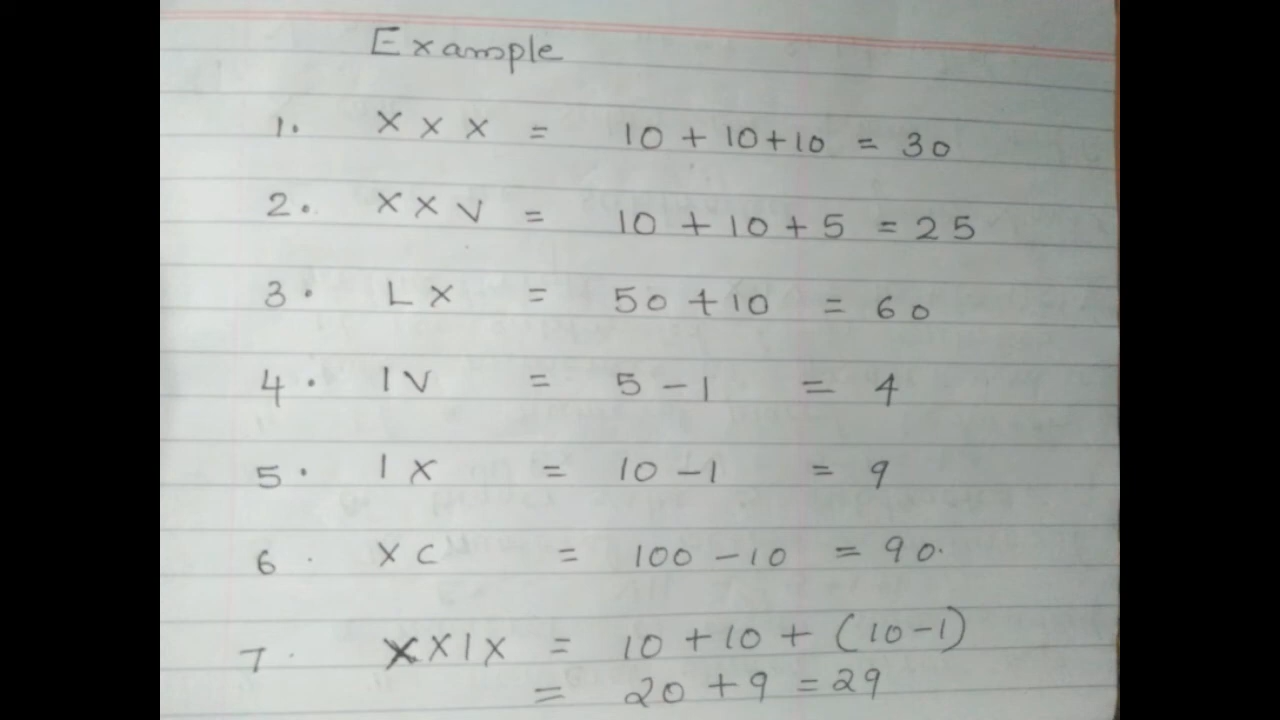 Example
1. XXX = 10 + 10 + 10 = 30
2. XXV = 10 + 10 + 5 = 25
3. LX = 50 + 10 = 60
4. IV = 5 - 1 = 4
5. IX = 10 - 1 = 9
6. XC = 100 - 10 = 90.
7. XXIX = 10 + 10 + (10 - 1)
= 20 + 9 = 29